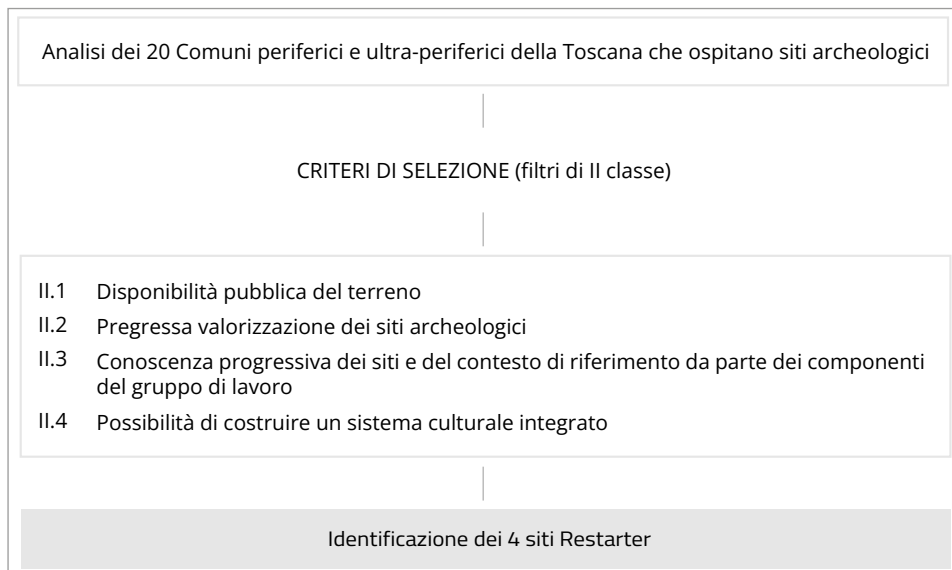 Analisi dei 20 Comuni periferici e ultra-periferici della Toscana che ospitano siti archeologici
CRITERI DI SELEZIONE (filtri di II classe)
II.1 Disponibilità pubblica del terreno
II.2 Pregressa valorizzazione dei siti archeologici
II.3 Conoscenza progressiva dei siti e del contesto di riferimento da parte dei componenti
del gruppo di lavoro
II.4 Possibilità di costruire un sistema culturale integrato
Identificazione dei 4 siti Restarter